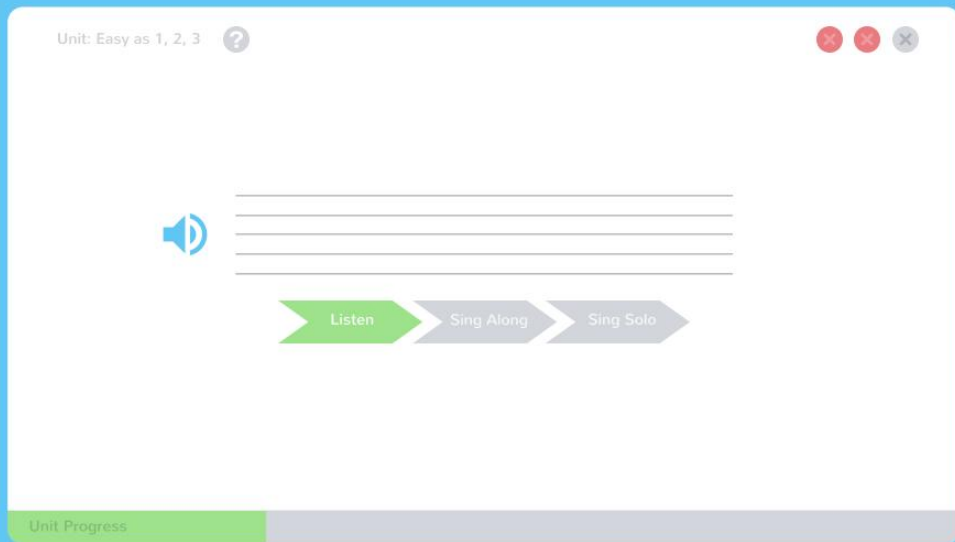 Unit: Easy as 1, 2, 3 ?
Listen
Sing Along
Sing Solo
Unit Progress